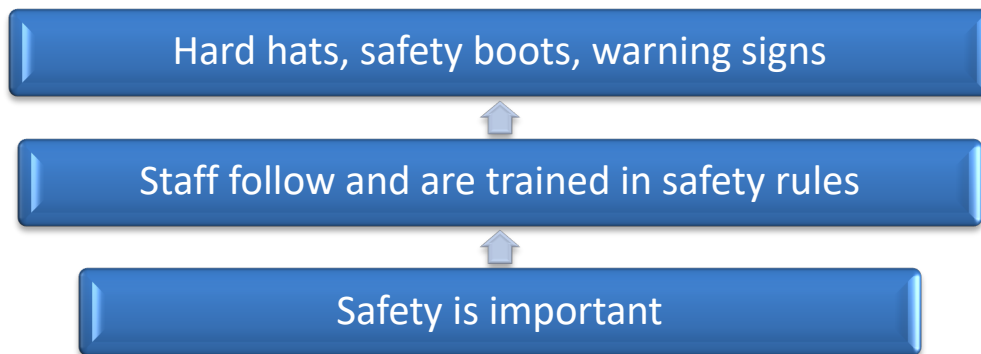 Hard hats, safety boots, warning signs
Staff follow and are trained in safety rules
Safety is important